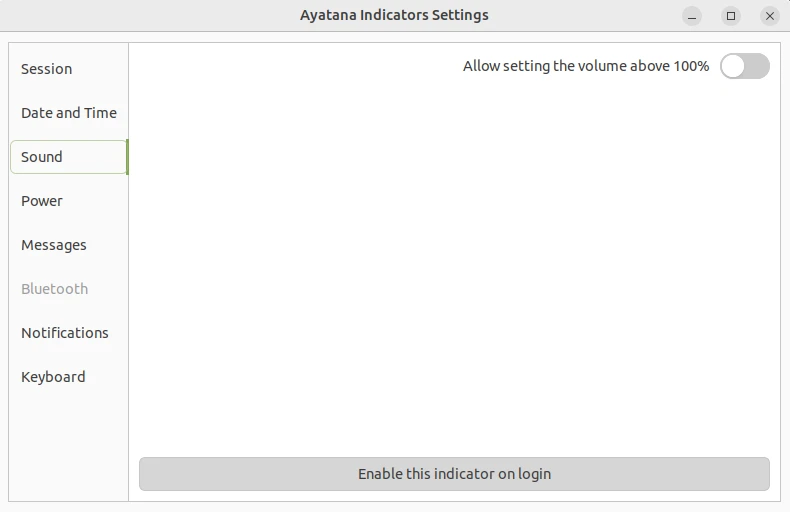 Ayatana Indicators Settings
Session
Date and Time
Sound
Power
Messages
Bluetooth
Notifications
Keyboard
Allow setting the volume above 100%
Enable this indicator on login